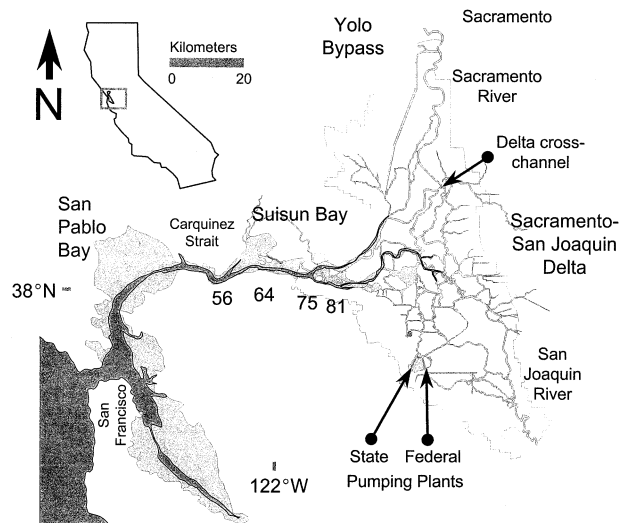 Sacramento
Yolo
Bypass
Kilometers
0 20
N
Sacramento
River
Delta cross-
channel
San
Pablo
Bay
Carquinez
Strait
Suisun Bay
Sacramento-
San Joaquin
Delta
38°N
56 64 75 81
San
Joaquin
River
San
Francisco
State Federal
Pumping Plants
122°W